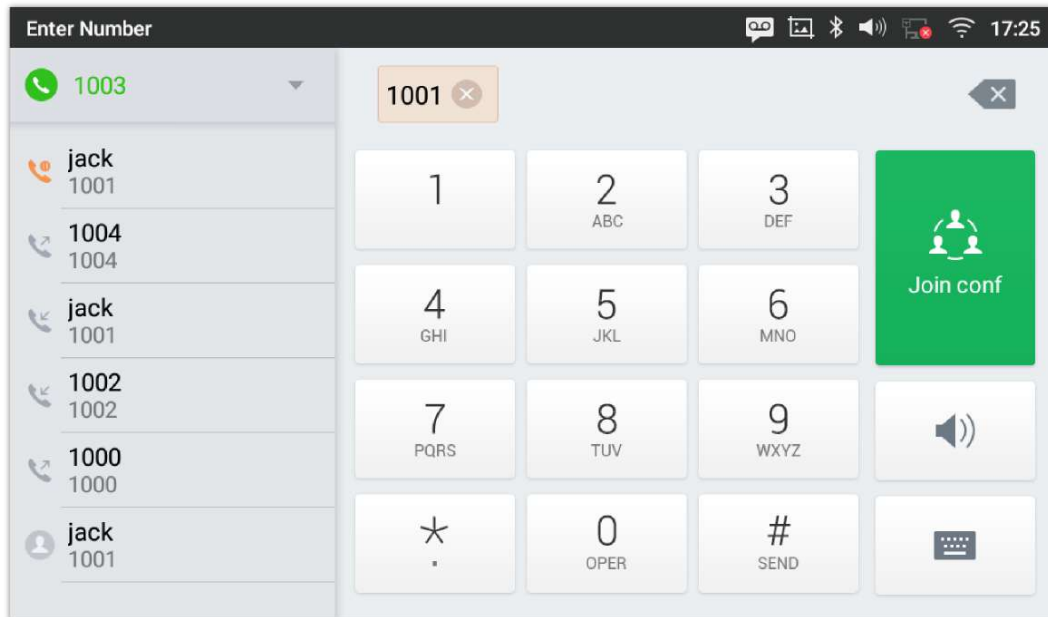 Enter Number
17:25
1003
jack
1001
1004
1004
jack
1001
1002
1002
1000
1000
jack
1001
1001
1
2
ABC
3
DEF
4
GHI
5
JKL
6
MNO
7
PQRS
8
TUV
9
WXYZ
*
.
0
OPER
#
SEND
Join conf